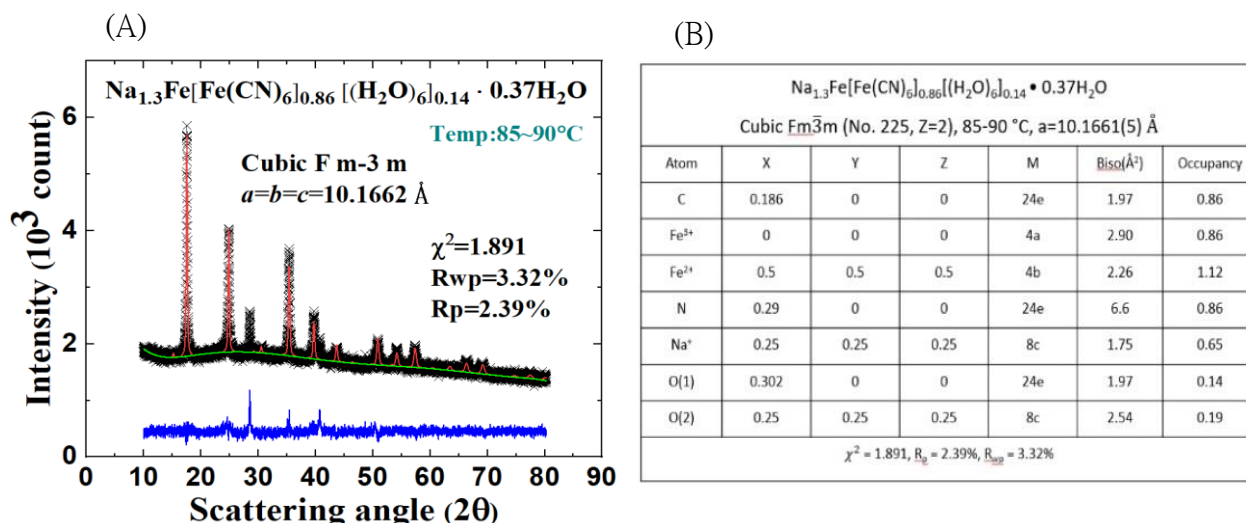 (A)
Na1.3Fe[Fe(CN)6]0.86 [(H2O)6]0.14 · 0.37H2O
Temp:85~90°C
Cubic F m-3 m
a=b=c=10.1662 Å
χ²=1.891
Rwp=3.32%
Rp=2.39%
Intensity (10³ count)
6
4
2
0
0 10 20 30 40 50 60 70 80 90
Scattering angle (2θ)
(B)
Na1.3Fe[Fe(CN)6]0.86[(H2O)6]0.14 • 0.37H2O
Cubic Fm3̅m (No. 225, Z=2), 85-90 °C, a=10.1661(5) Å
Atom X Y Z M Biso(Å²) Occupancy
C 0.186 0 0 24e 1.97 0.86
Fe³⁺ 0 0 0 4a 2.90 0.86
Fe²⁺ 0.5 0.5 0.5 4b 2.26 1.12
N 0.29 0 0 24e 6.6 0.86
Na⁺ 0.25 0.25 0.25 8c 1.75 0.65
O(1) 0.302 0 0 24e 1.97 0.14
O(2) 0.25 0.25 0.25 8c 2.54 0.19
χ² = 1.891, Rp = 2.39%, Rwp = 3.32%